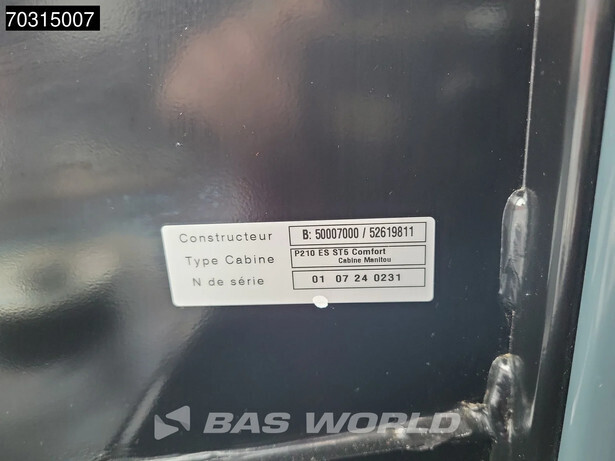 70315007
Constructeur B: 50007000 / 52619811
Type Cabine P210 ES ST5 Comfort
Cabine Manitou
N de série 01 07 24 0231
BAS WORLD